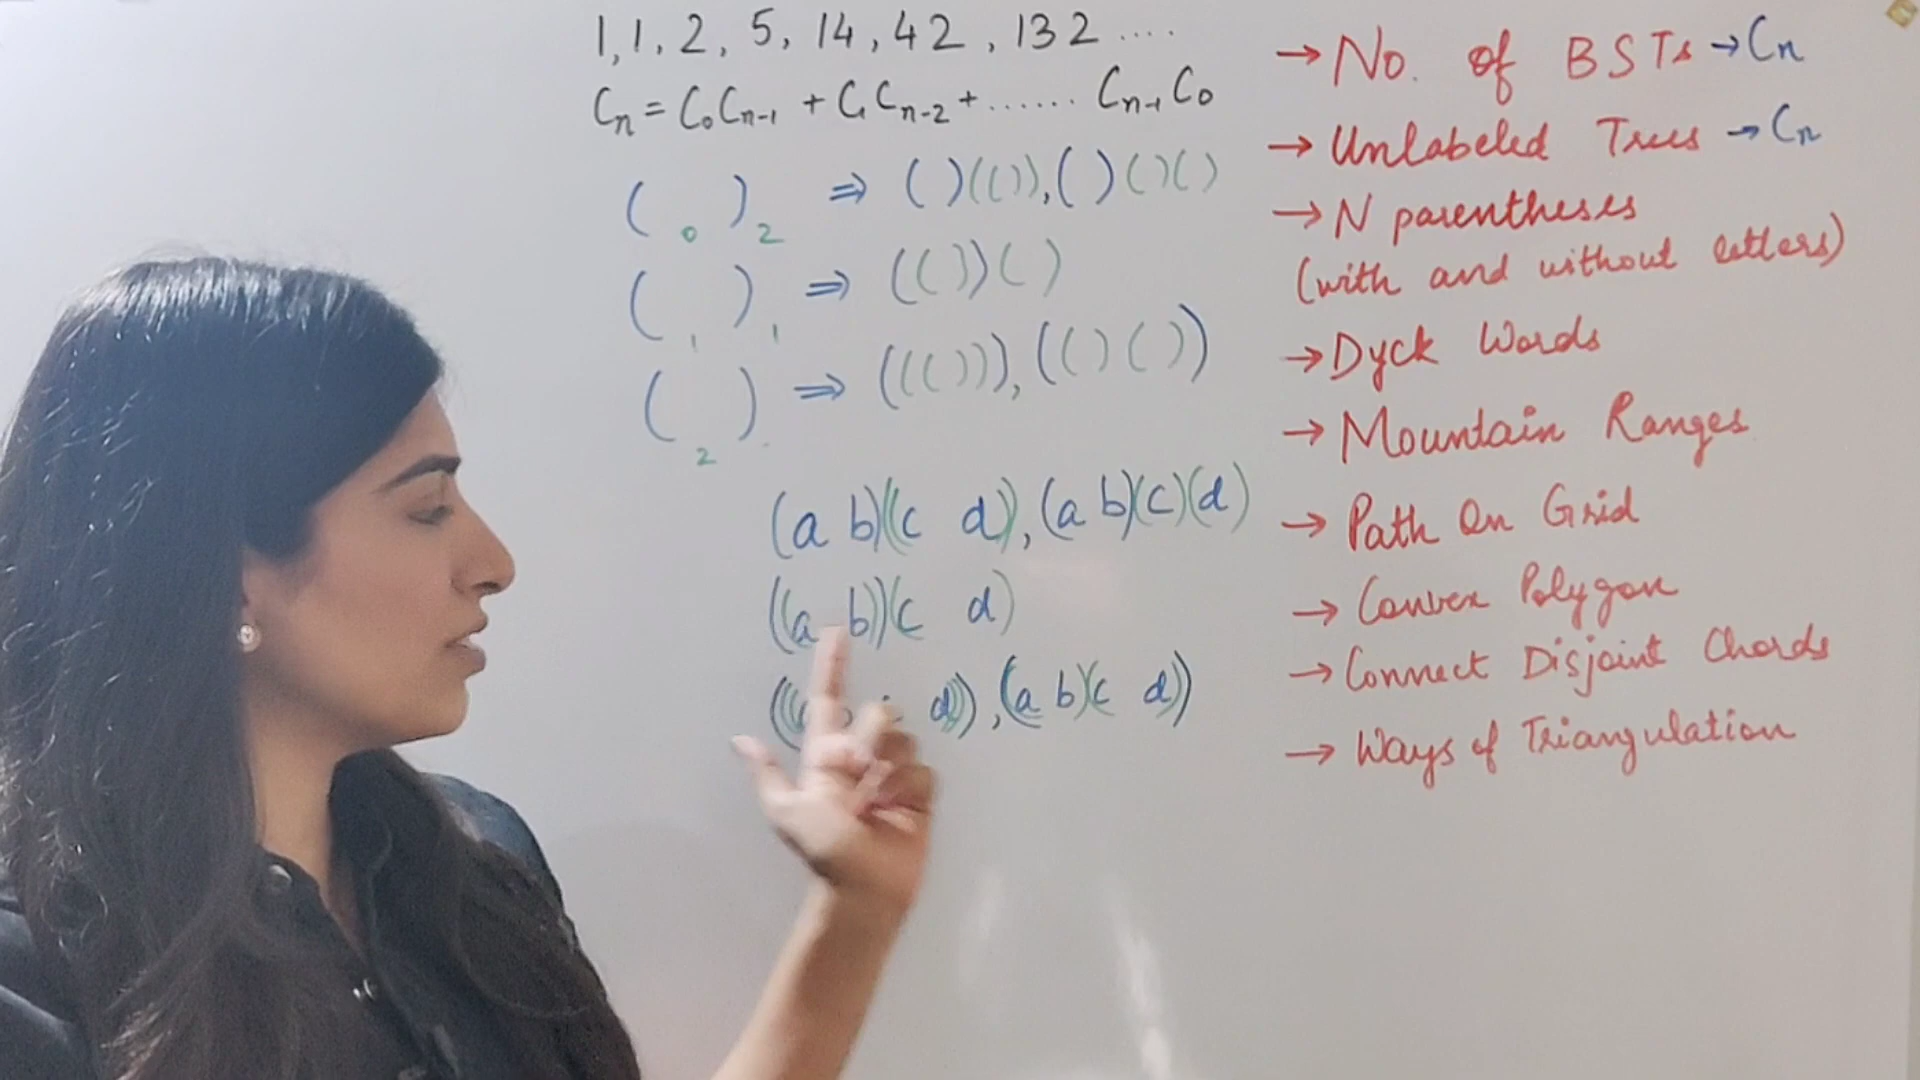 1, 1, 2, 5, 14, 42, 132 ....
Cn = C0Cn-1 + C1Cn-2 + ...... Cn-1C0
( 0 )2 ⇒ ( )(( )), ( )( )( )
( 1 )1 ⇒ (( ))( )
( 2 ) ⇒ ((( ))), (( )( ))
(a b)((c d)), (a b)(c)(d)
((a b))(c d)
d)), (a b)(c d))
→ No. of BSTs → Cn
→ Unlabeled Trees → Cn
→ N parentheses
(with and without letters)
→ Dyck Words
→ Mountain Ranges
→ Path On Grid
→ Convex Polygon
→ Connect Disjoint Chords
→ Ways of Triangulation